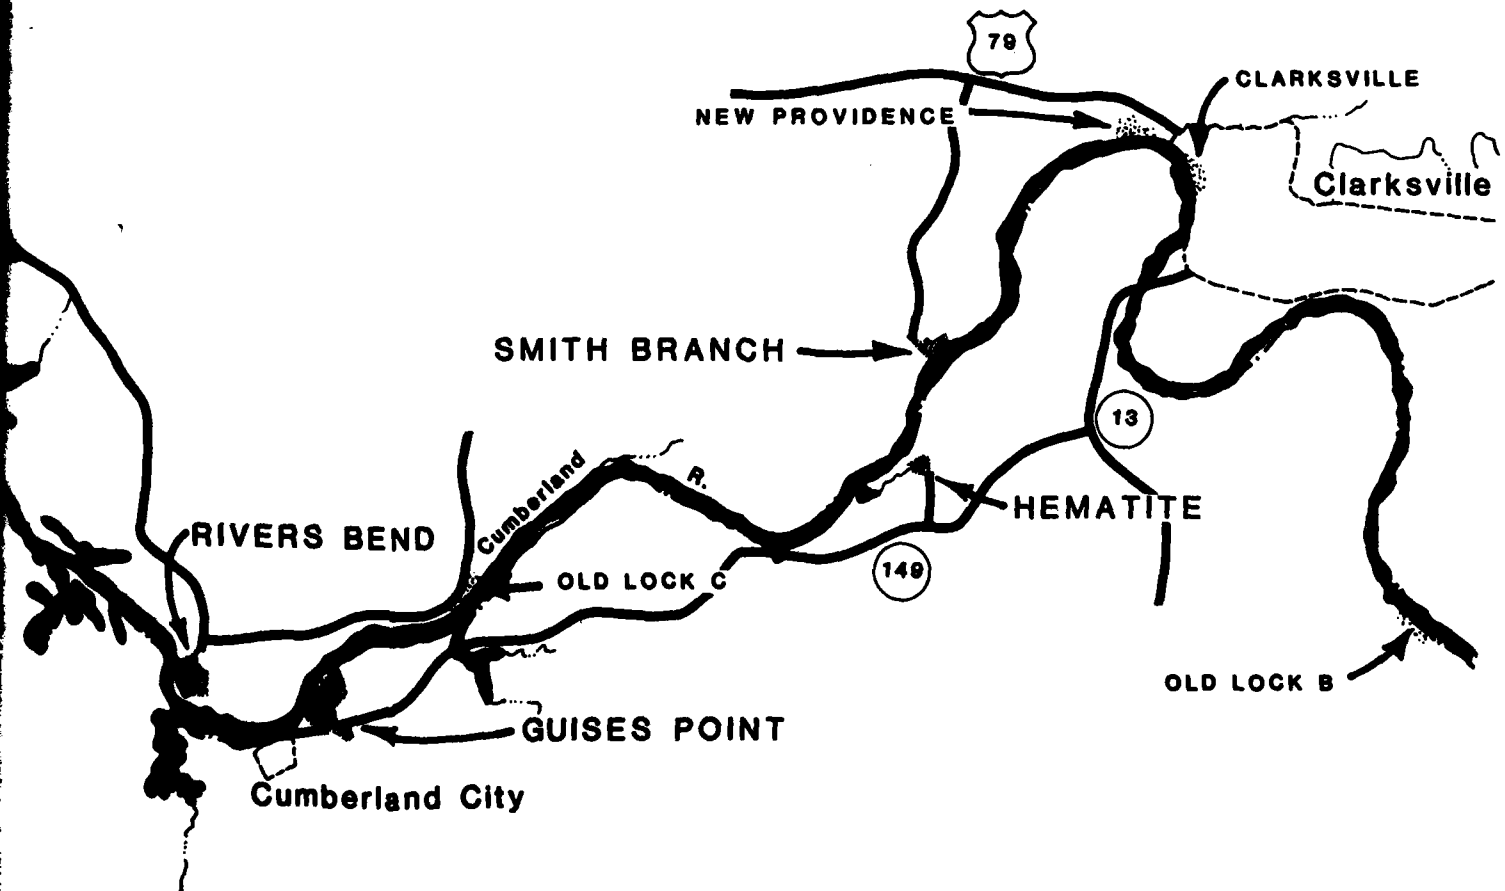 79
CLARKSVILLE
NEW PROVIDENCE
Clarksville
SMITH BRANCH
13
Cumberland R.
HEMATITE
RIVERS BEND
149
OLD LOCK C
OLD LOCK B
GUISES POINT
Cumberland City